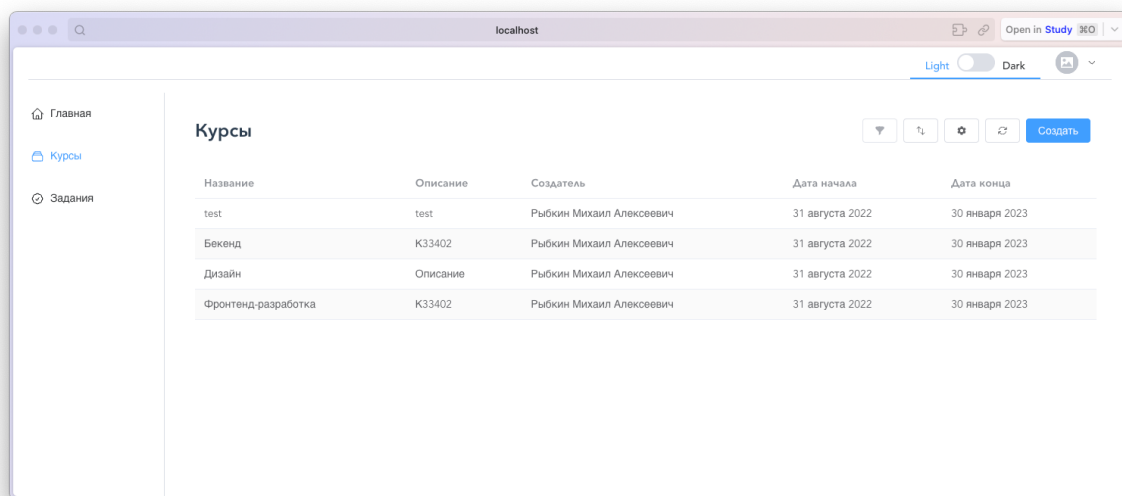 localhost
Open in Study ⌘O
Light Dark
Главная
Курсы
Задания
Курсы
Создать
Название Описание Создатель Дата начала Дата конца
test test Рыбкин Михаил Алексеевич 31 августа 2022 30 января 2023
Бекенд К33402 Рыбкин Михаил Алексеевич 31 августа 2022 30 января 2023
Дизайн Описание Рыбкин Михаил Алексеевич 31 августа 2022 30 января 2023
Фронтенд-разработка К33402 Рыбкин Михаил Алексеевич 31 августа 2022 30 января 2023